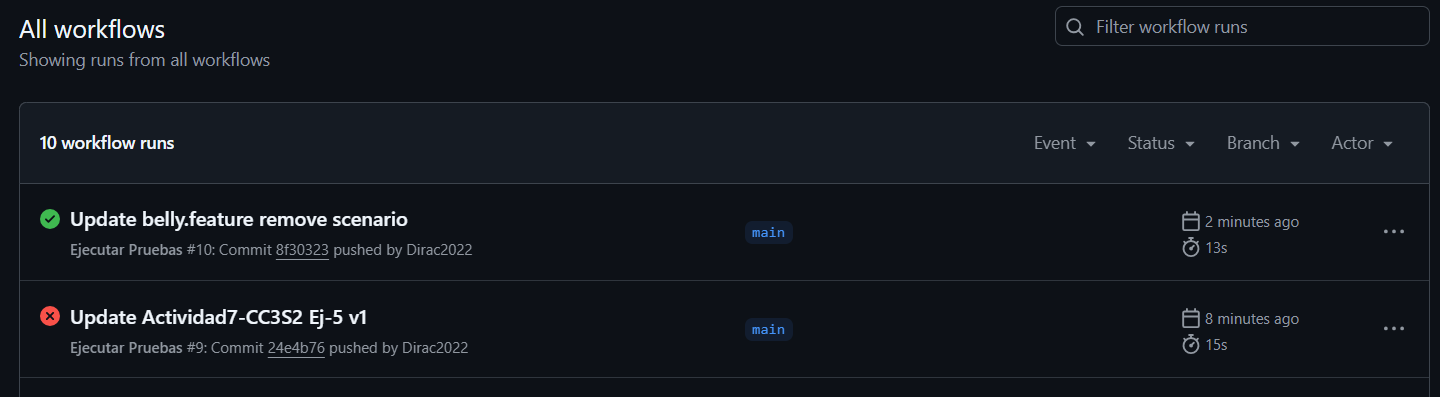 All workflows
Filter workflow runs
Showing runs from all workflows
10 workflow runs
Event
Status
Branch
Actor
Update belly.feature remove scenario
main
2 minutes ago
Ejecutar Pruebas #10: Commit 8f30323 pushed by Dirac2022
13s
Update Actividad7-CC3S2 Ej-5 v1
main
8 minutes ago
Ejecutar Pruebas #9: Commit 24e4b76 pushed by Dirac2022
15s